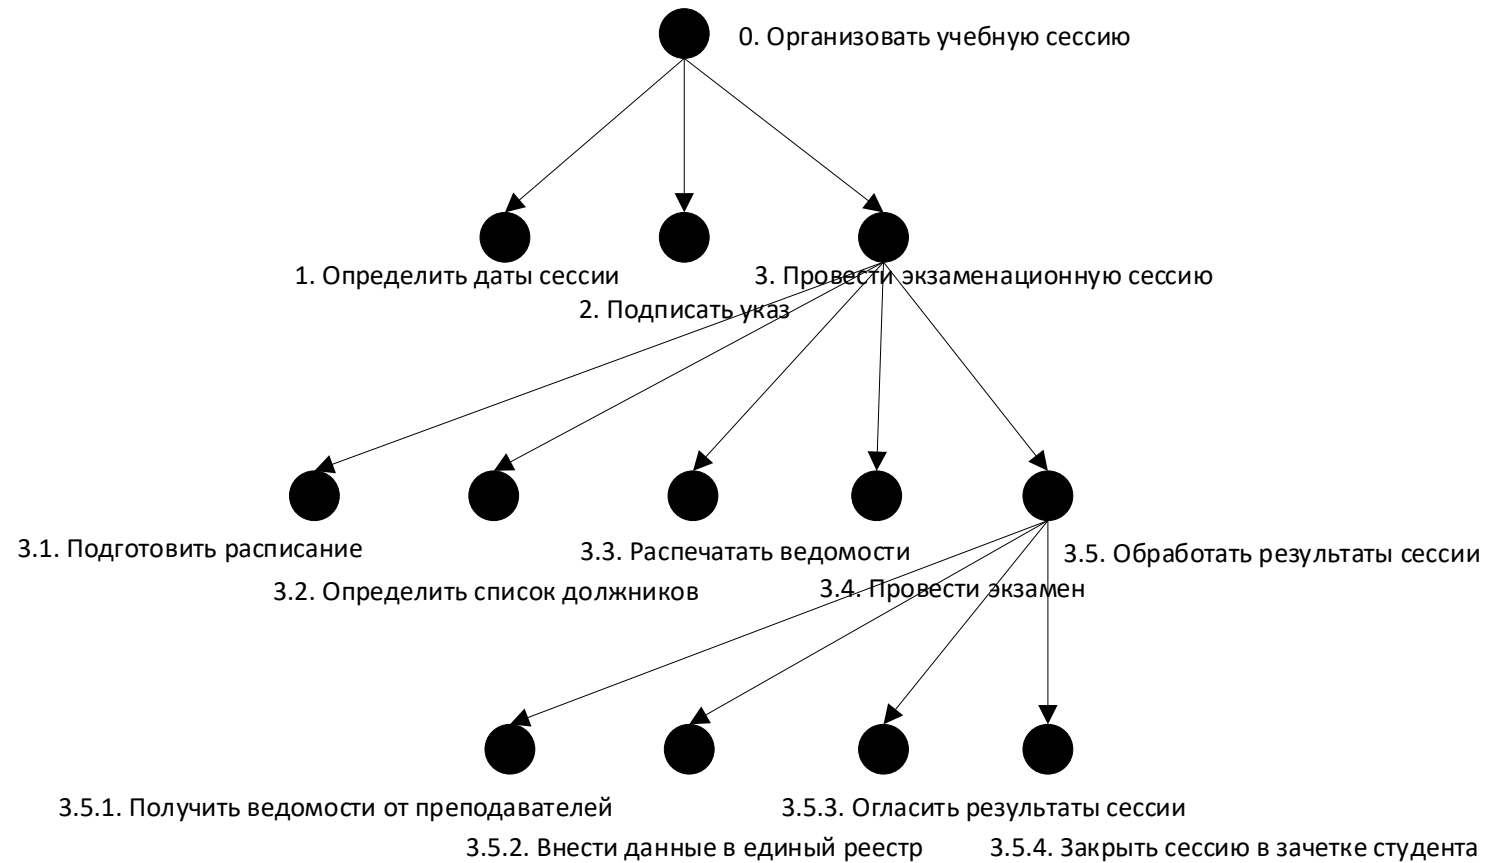 0. Организовать учебную сессию
1. Определить даты сессии
2. Подписать указ
3. Провести экзаменационную сессию
3.1. Подготовить расписание
3.2. Определить список должников
3.3. Распечатать ведомости
3.4. Провести экзамен
3.5. Обработать результаты сессии
3.5.1. Получить ведомости от преподавателей
3.5.2. Внести данные в единый реестр
3.5.3. Огласить результаты сессии
3.5.4. Закрыть сессию в зачетке студента